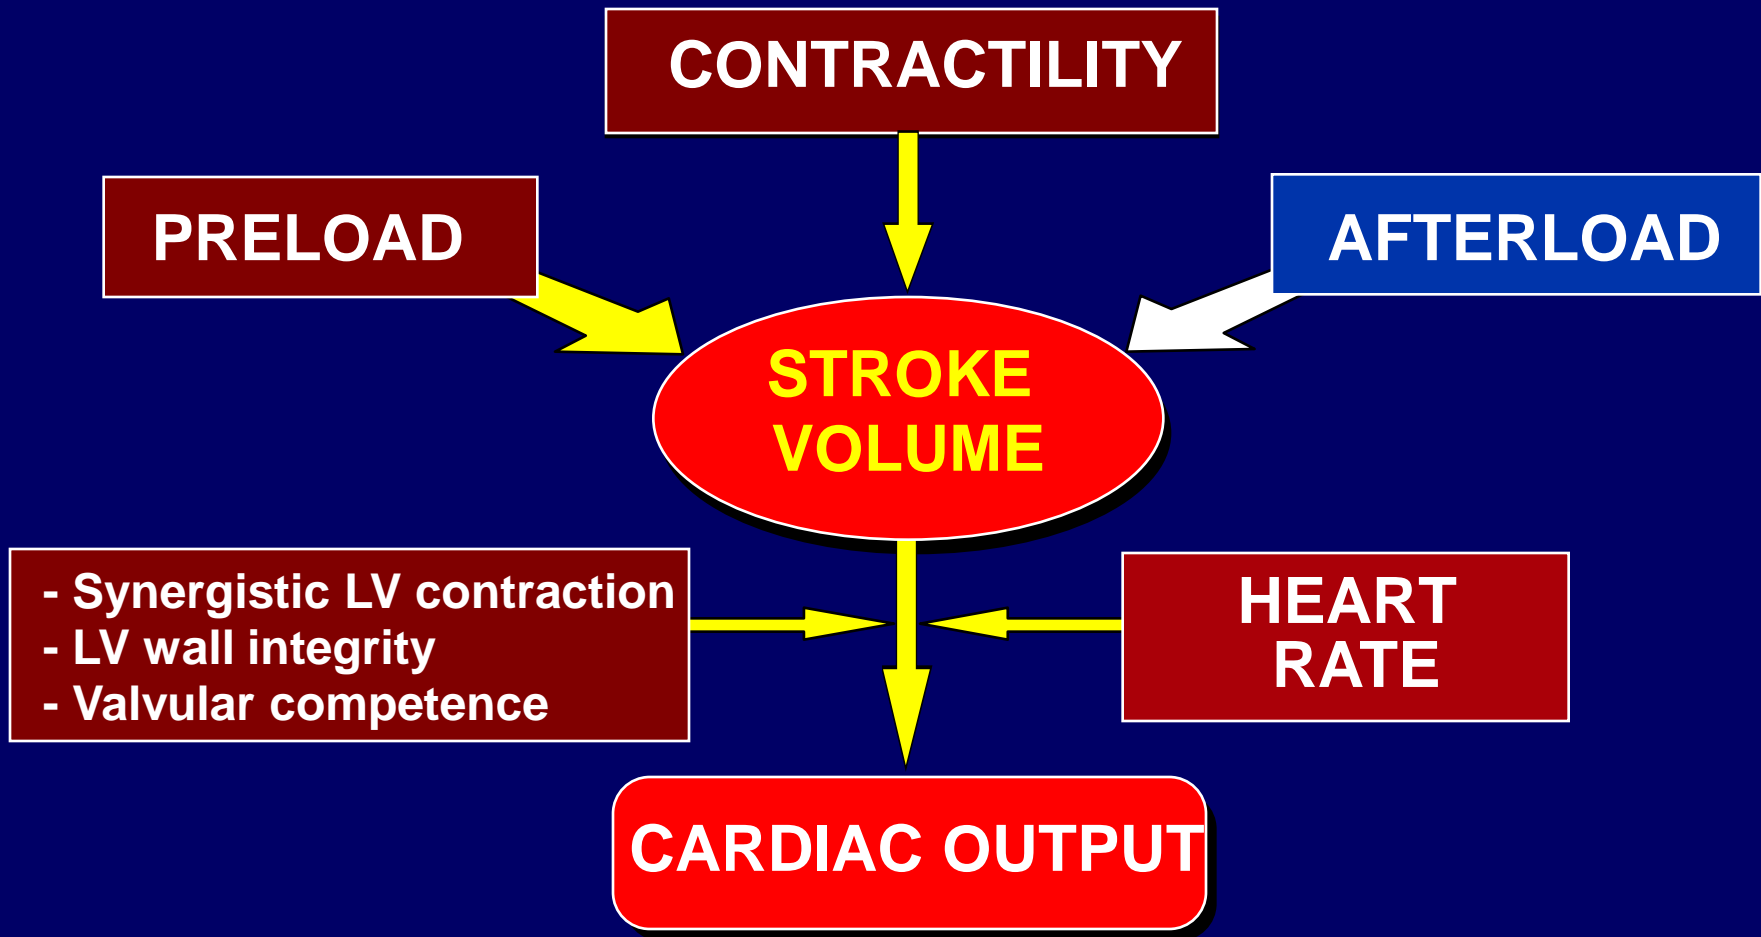 CONTRACTILITY
PRELOAD
AFTERLOAD
STROKE
VOLUME
- Synergistic LV contraction
- LV wall integrity
- Valvular competence
HEART
RATE
CARDIAC OUTPUT